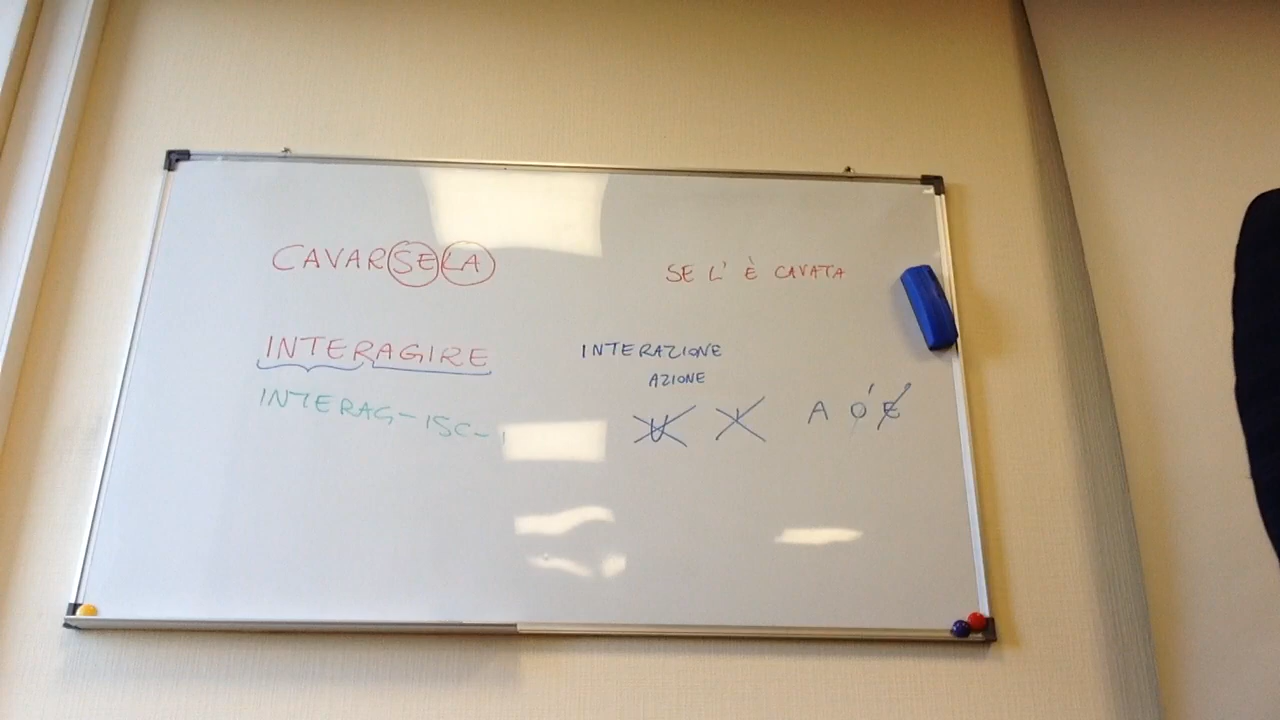 CAVARSELA
SE L' È CAVATA
INTERAGIRE
INTERAZIONE
AZIONE
INTERAG-ISC-I
U I A Ó E